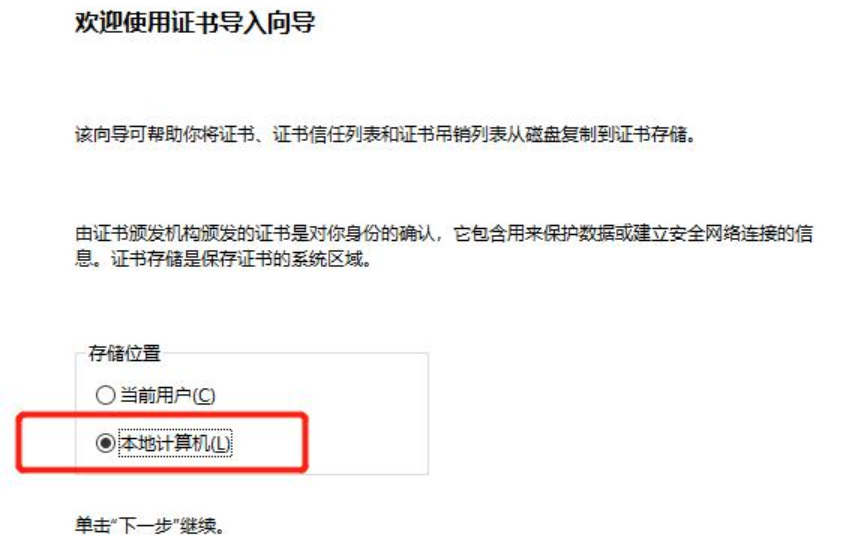 欢迎使用证书导入向导
该向导可帮助你将证书、证书信任列表和证书吊销列表从磁盘复制到证书存储。
由证书颁发机构颁发的证书是对你身份的确认，它包含用来保护数据或建立安全网络连接的信
息。证书存储是保存证书的系统区域。
存储位置
当前用户(C)
本地计算机(L)
单击“下一步”继续。